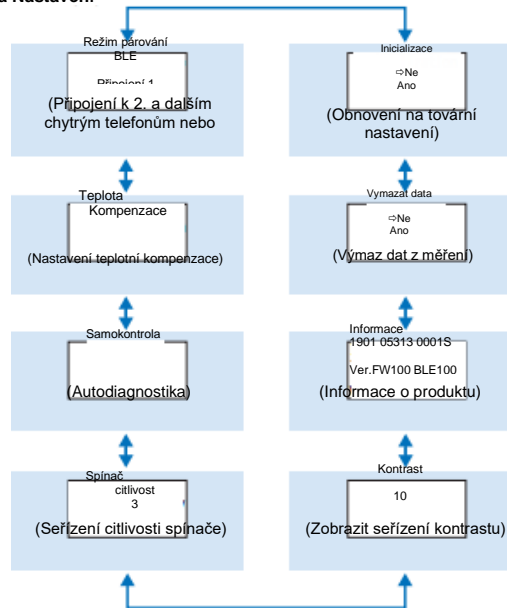 a Nastavení
Režim párování
BLE
Připojení 1
(Připojení k 2. a dalším
chytrým telefonům nebo
Teplota
Kompenzace
(Nastavení teplotní kompenzace)
Samokontrola
(Autodiagnostika)
Spínač
citlivost
3
(Seřízení citlivosti spínače)
Inicializace
⇨Ne
Ano
(Obnovení na tovární
nastavení)
Vymazat data
⇨Ne
Ano
(Výmaz dat z měření)
Informace
1901 05313 0001S
Ver.FW100 BLE100
(Informace o produktu)
Kontrast
10
(Zobrazit seřízení kontrastu)